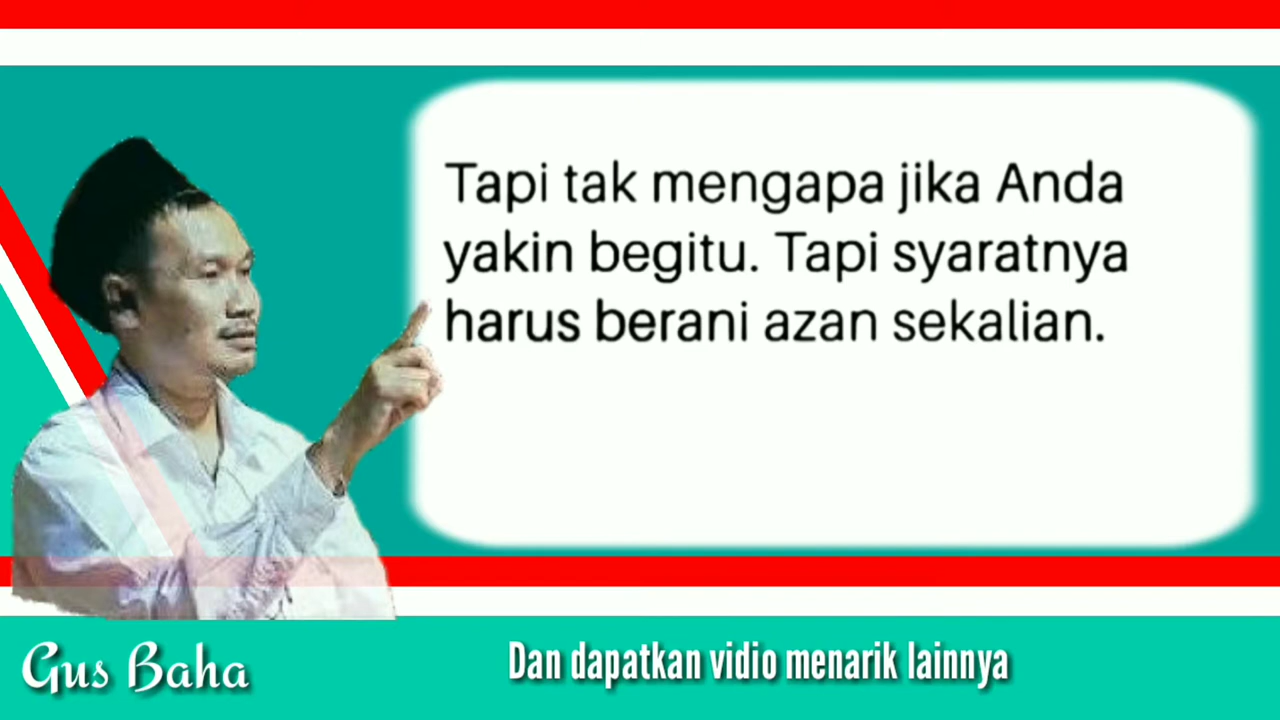 Tapi tak mengapa jika Anda
yakin begitu. Tapi syaratnya
harus berani azan sekalian.
Gus Baha
Dan dapatkan vidio menarik lainnya